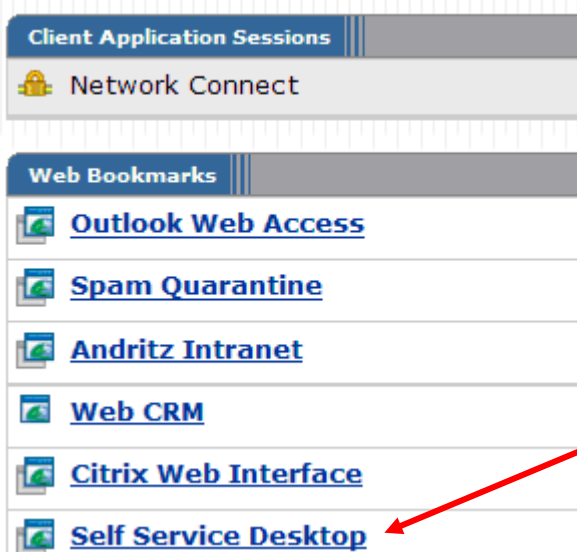 Client Application Sessions
Network Connect
Web Bookmarks
Outlook Web Access
Spam Quarantine
Andritz Intranet
Web CRM
Citrix Web Interface
Self Service Desktop